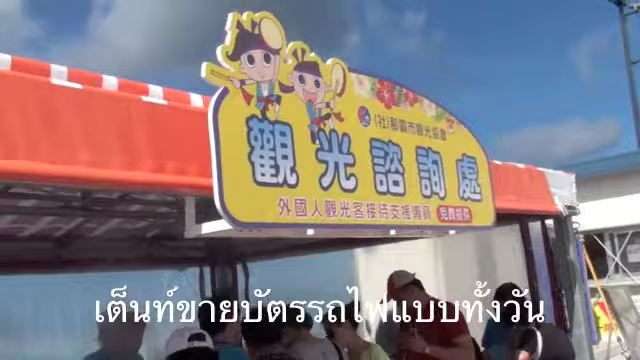 (社)那覇市觀光協會
觀光諮詢處
外國人觀光客接待支援專員 免費提供
เต็นท์ขายบัตรรถไฟแบบทั้งวัน